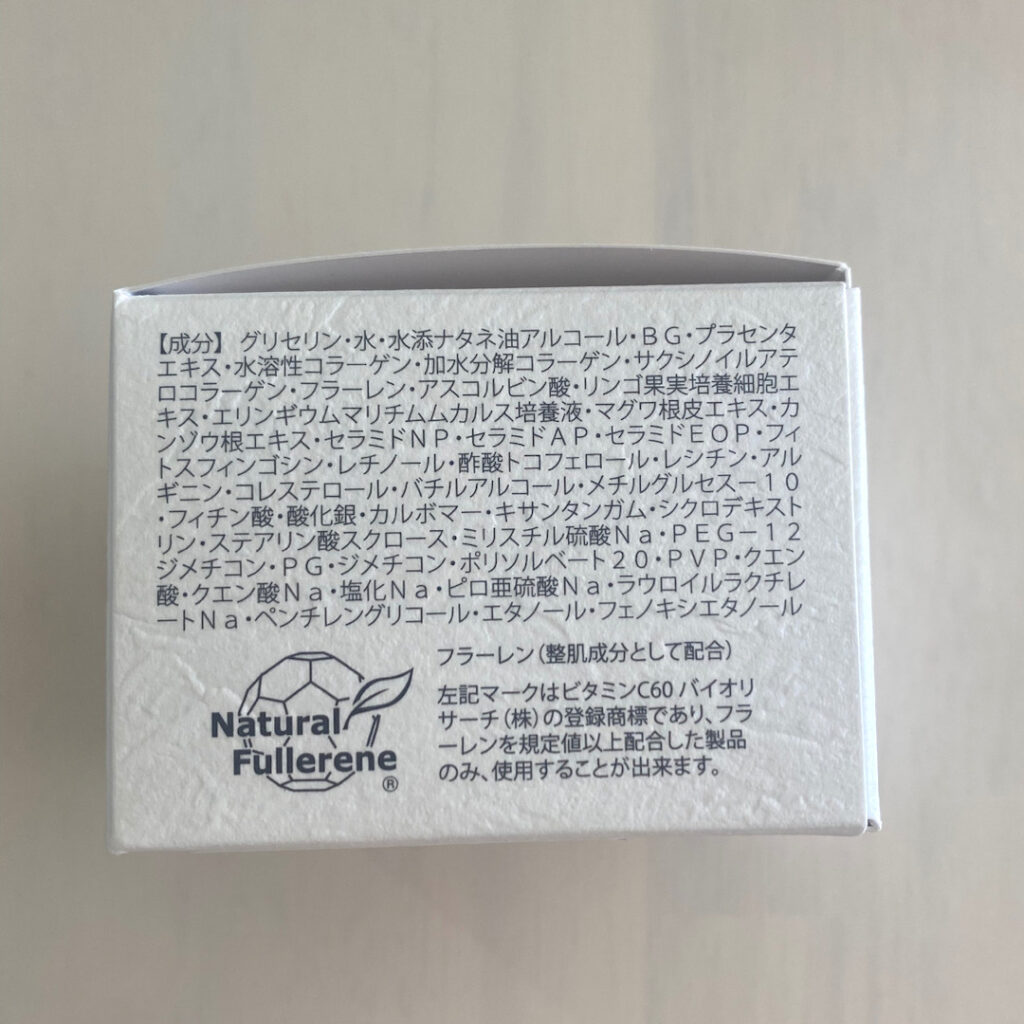 【成分】グリセリン・水・水添ナタネ油アルコール・BG・プラセンタ
エキス・水溶性コラーゲン・加水分解コラーゲン・サクシノイルアテ
ロコラーゲン・フラーレン・アスコルビン酸・リンゴ果実培養細胞エ
キス・エリンギウムマリチムムカルス培養液・マグワ根皮エキス・カ
ンゾウ根エキス・セラミドNP・セラミドAP・セラミドEOP・フィ
トスフィンゴシン・レチノール・酢酸トコフェロール・レシチン・アル
ギニン・コレステロール・バチルアルコール・メチルグルセスー10
・フィチン酸・酸化銀・カルボマー・キサンタンガム・シクロデキスト
リン・ステアリン酸スクロース・ミリスチル硫酸Na・PEG－12
ジメチコン・PG・ジメチコン・ポリソルベート20・PVP・クエン
酸・クエン酸Na・塩化Na・ピロ亜硫酸Na・ラウロイルラクチレ
ートNa・ペンチレングリコール・エタノール・フェノキシエタノール
Natural
Fullerene
®
フラーレン（整肌成分として配合）
左記マークはビタミンC60バイオリ
サーチ（株）の登録商標であり、フラ
ーレンを規定値以上配合した製品
のみ、使用することが出来ます。